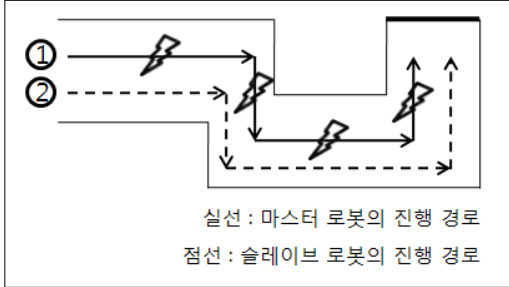 ①
②
실선 : 마스터 로봇의 진행 경로
점선 : 슬레이브 로봇의 진행 경로